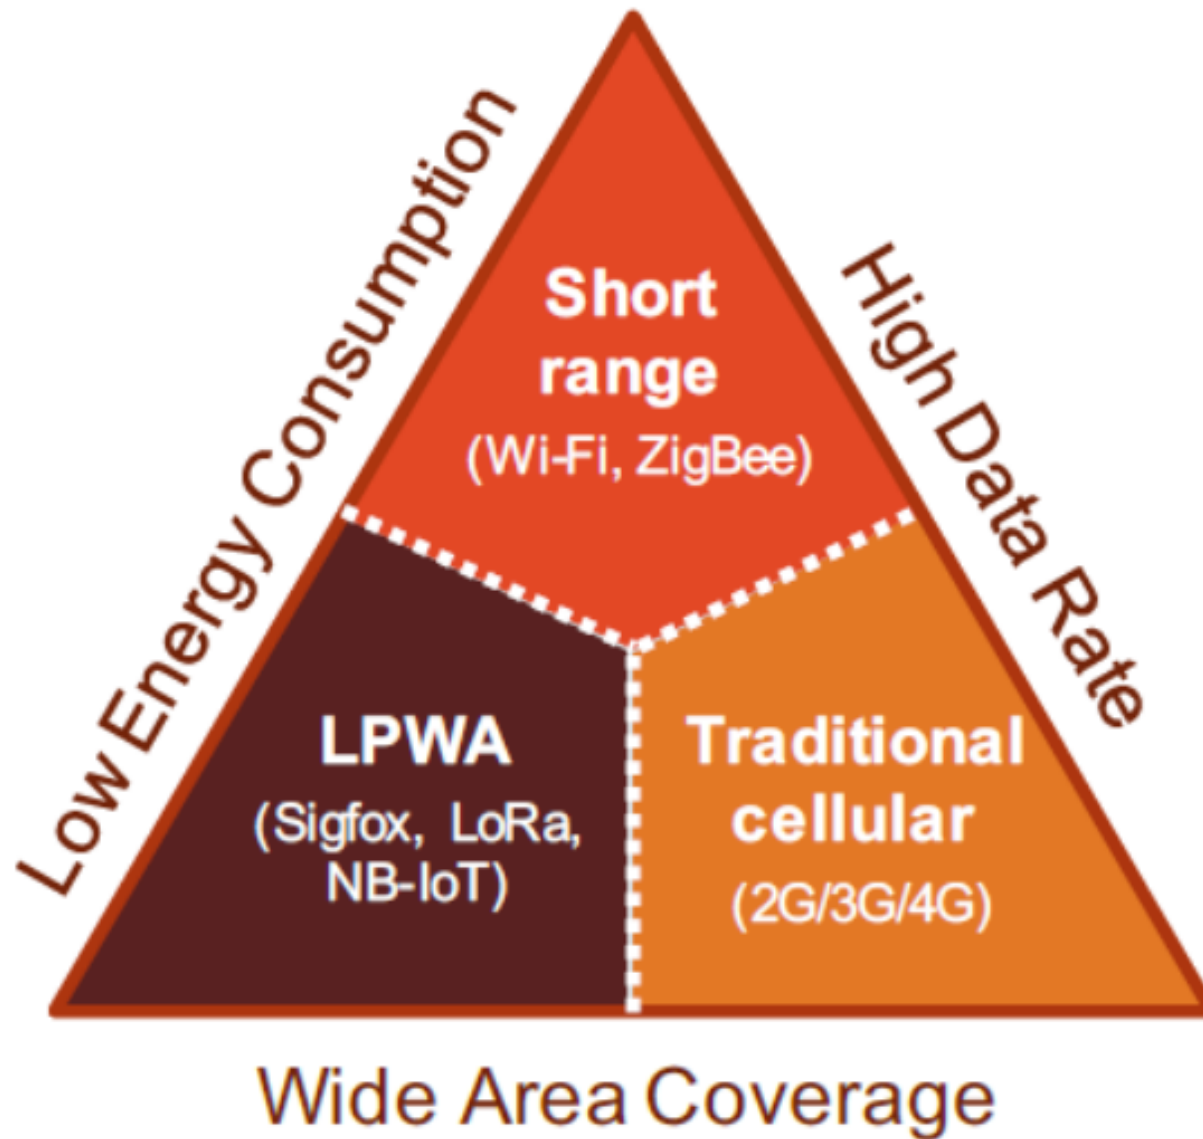 Low Energy Consumption
High Data Rate
Short
range
(Wi-Fi, ZigBee)
LPWA
(Sigfox, LoRa,
NB-IoT)
Traditional
cellular
(2G/3G/4G)
Wide Area Coverage